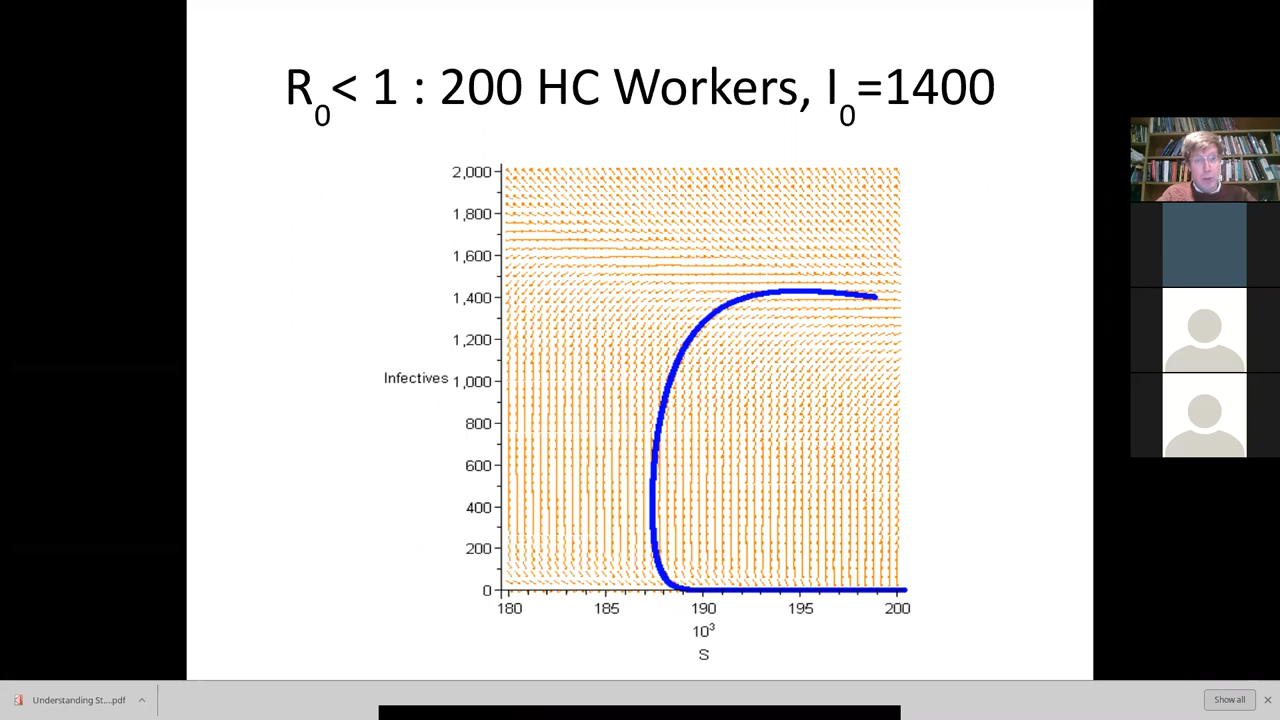 R0< 1 : 200 HC Workers, I0=1400
2,000
1,800
1,600
1,400
1,200
Infectives 1,000
800
600
400
200
0
180 185 190 195 200
10³
S
Understanding St....pdf
Show all